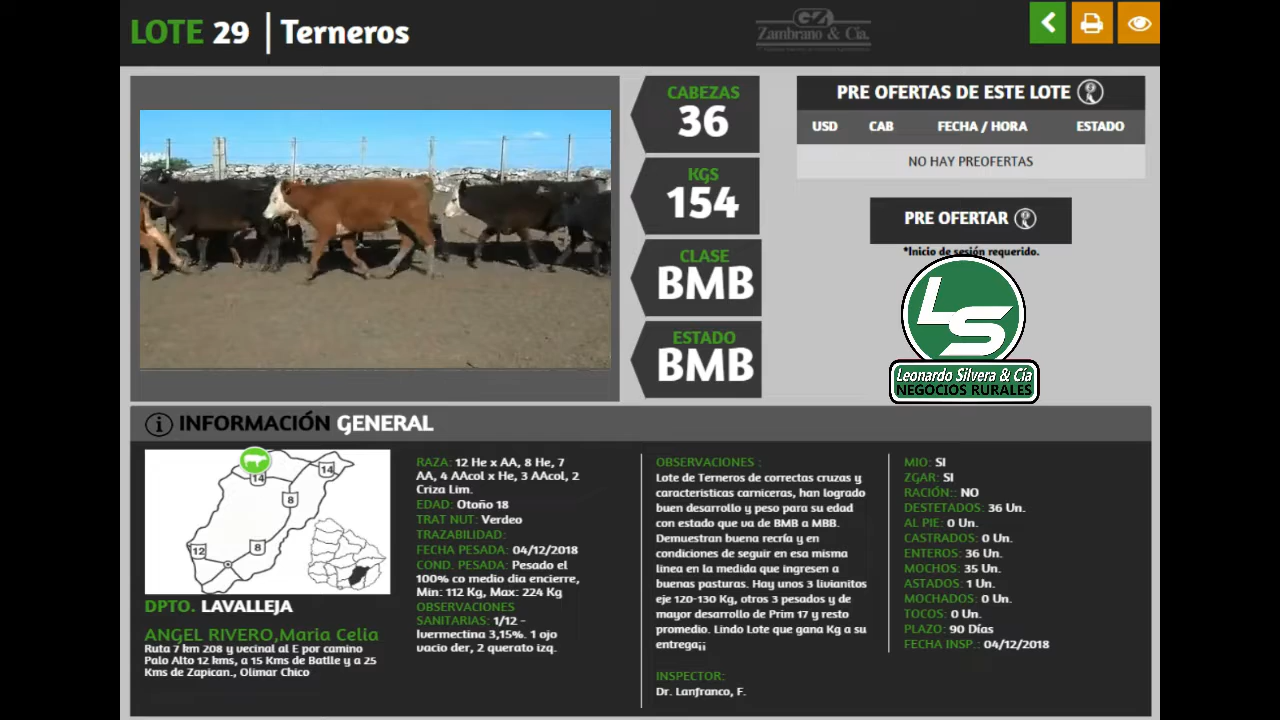 LOTE 29 | Terneros
GZ
Zambrano & Cía.
CABEZAS
36
KGS
154
CLASE
BMB
ESTADO
BMB
PRE OFERTAS DE ESTE LOTE
USD CAB FECHA / HORA ESTADO
NO HAY PREOFERTAS
PRE OFERTAR
*Inicio de sesión requerido.
LS
Leonardo Silvera & Cía
NEGOCIOS RURALES
INFORMACIÓN GENERAL
14
14
8
12
8
DPTO. LAVALLEJA
ANGEL RIVERO,Maria Celia
Ruta 7 km 208 y vecinal al E por camino
Palo Alto 12 kms, a 15 Kms de Batlle y a 25
Kms de Zapican., Olimar Chico
RAZA: 12 He x AA, 8 He, 7
AA, 4 AAcol x He, 3 AAcol, 2
Criza Lim.
EDAD: Otoño 18
TRAT NUT: Verdeo
TRAZABILIDAD:
FECHA PESADA: 04/12/2018
COND. PESADA: Pesado el
100% co medio dia encierre,
Min: 112 Kg, Max: 224 Kg
OBSERVACIONES
SANITARIAS: 1/12 -
Ivermectina 3,15%. 1 ojo
vacio der, 2 querato izq.
OBSERVACIONES :
Lote de Terneros de correctas cruzas y
caracteristicas carniceras, han logrado
buen desarrollo y peso para su edad
con estado que va de BMB a MBB.
Demuestran buena recría y en
condiciones de seguir en esa misma
linea en la medida que ingresen a
buenas pasturas. Hay unos 3 livianitos
eje 120-130 Kg, otros 3 pesados y de
mayor desarrollo de Prim 17 y resto
promedio. Lindo Lote que gana Kg a su
entrega¡¡
INSPECTOR:
Dr. Lanfranco, F.
MIO: SI
ZGAR: SI
RACIÓN:: NO
DESTETADOS: 36 Un.
AL PIE: 0 Un.
CASTRADOS: 0 Un.
ENTEROS: 36 Un.
MOCHOS: 35 Un.
ASTADOS: 1 Un.
MOCHADOS: 0 Un.
TOCOS: 0 Un.
PLAZO: 90 Días
FECHA INSP.: 04/12/2018